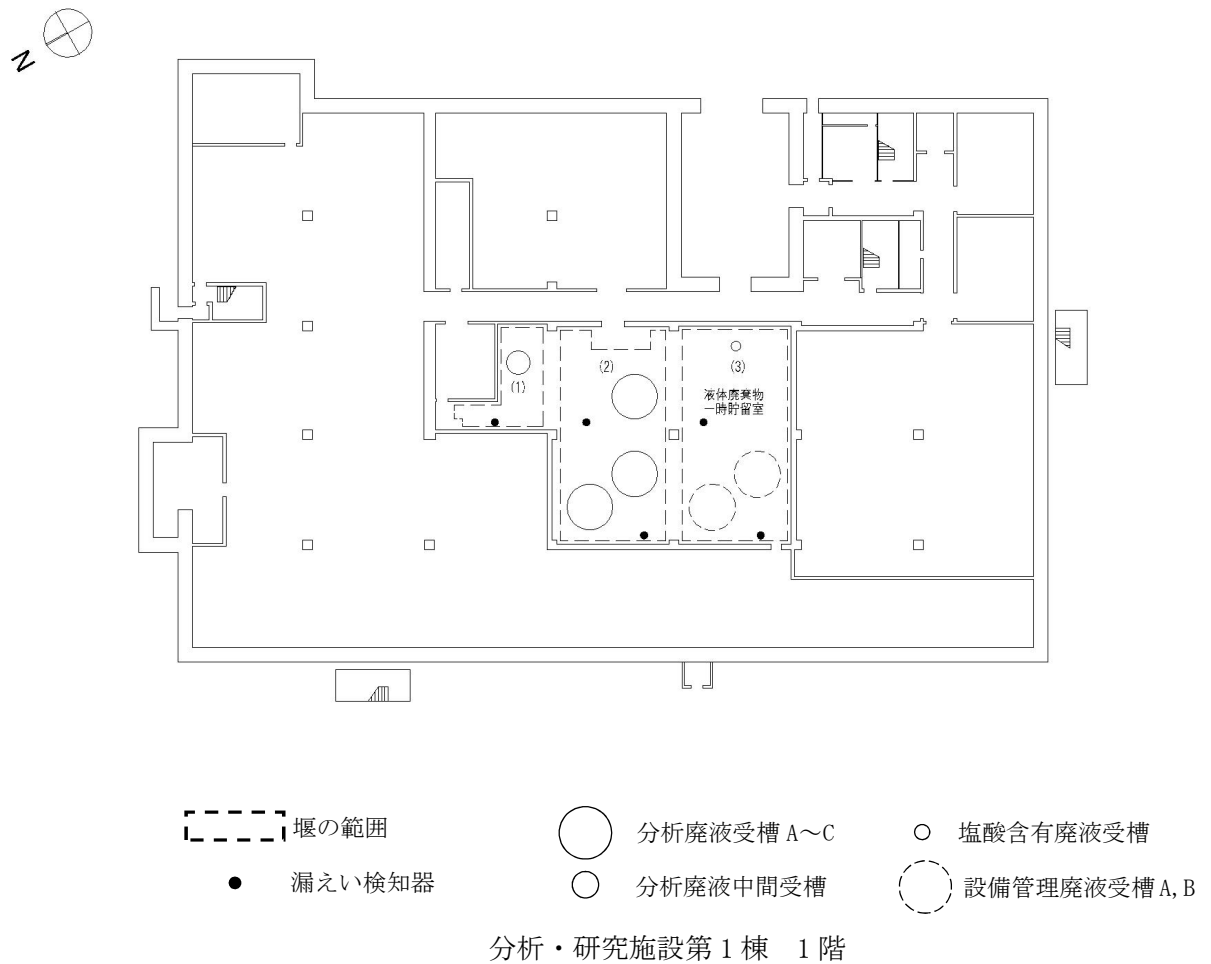 N
(1)
(2)
(3)
液体廃棄物
一時貯留室
堰の範囲
分析廃液受槽 A～C
塩酸含有廃液受槽
漏えい検知器
分析廃液中間受槽
設備管理廃液受槽 A, B
分析・研究施設第1棟　1階